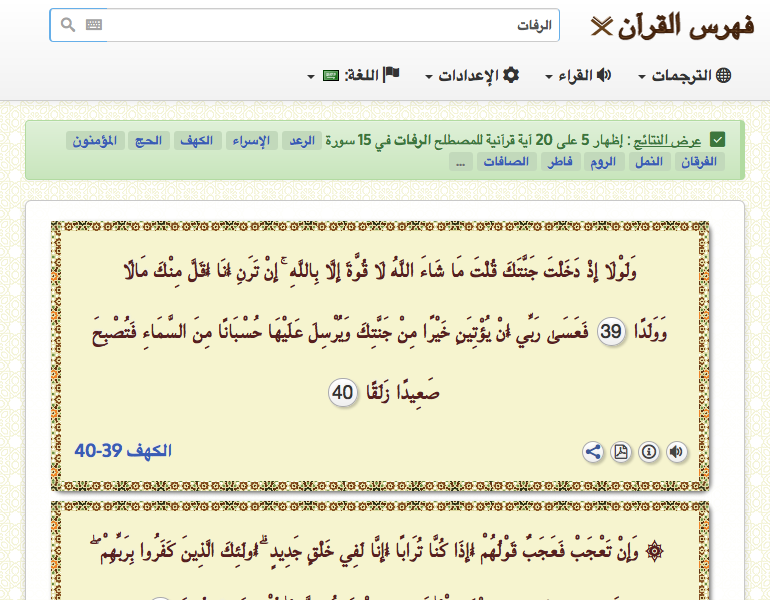 فهرس القرآن
الرفات
الترجمات القراء الإعدادات اللغة:
عرض النتائج : إظهار 5 على 20 آية قرآنية للمصطلح الرفات في 15 سورة الرعد الإسراء الكهف الحج المؤمنون
الفرقان النمل الروم فاطر الصافات ...
وَلَوْلَا إِذْ دَخَلْتَ جَنَّتَكَ قُلْتَ مَا شَاءَ اللَّهُ لَا قُوَّةَ إِلَّا بِاللَّهِ ۚ إِنْ تَرَنِ أَنَا أَقَلَّ مِنْكَ مَالًا
وَوَلَدًا 39 فَعَسَىٰ رَبِّي أَنْ يُؤْتِيَنِ خَيْرًا مِنْ جَنَّتِكَ وَيُرْسِلَ عَلَيْهَا حُسْبَانًا مِنَ السَّمَاءِ فَتُصْبِحَ
صَعِيدًا زَلَقًا 40
الكهف 39-40
۞ وَإِنْ تَعْجَبْ فَعَجَبٌ قَوْلُهُمْ أَإِذَا كُنَّا تُرَابًا أَإِنَّا لَفِي خَلْقٍ جَدِيدٍ ۗ أُولَٰئِكَ الَّذِينَ كَفَرُوا بِرَبِّهِمْ ۖ